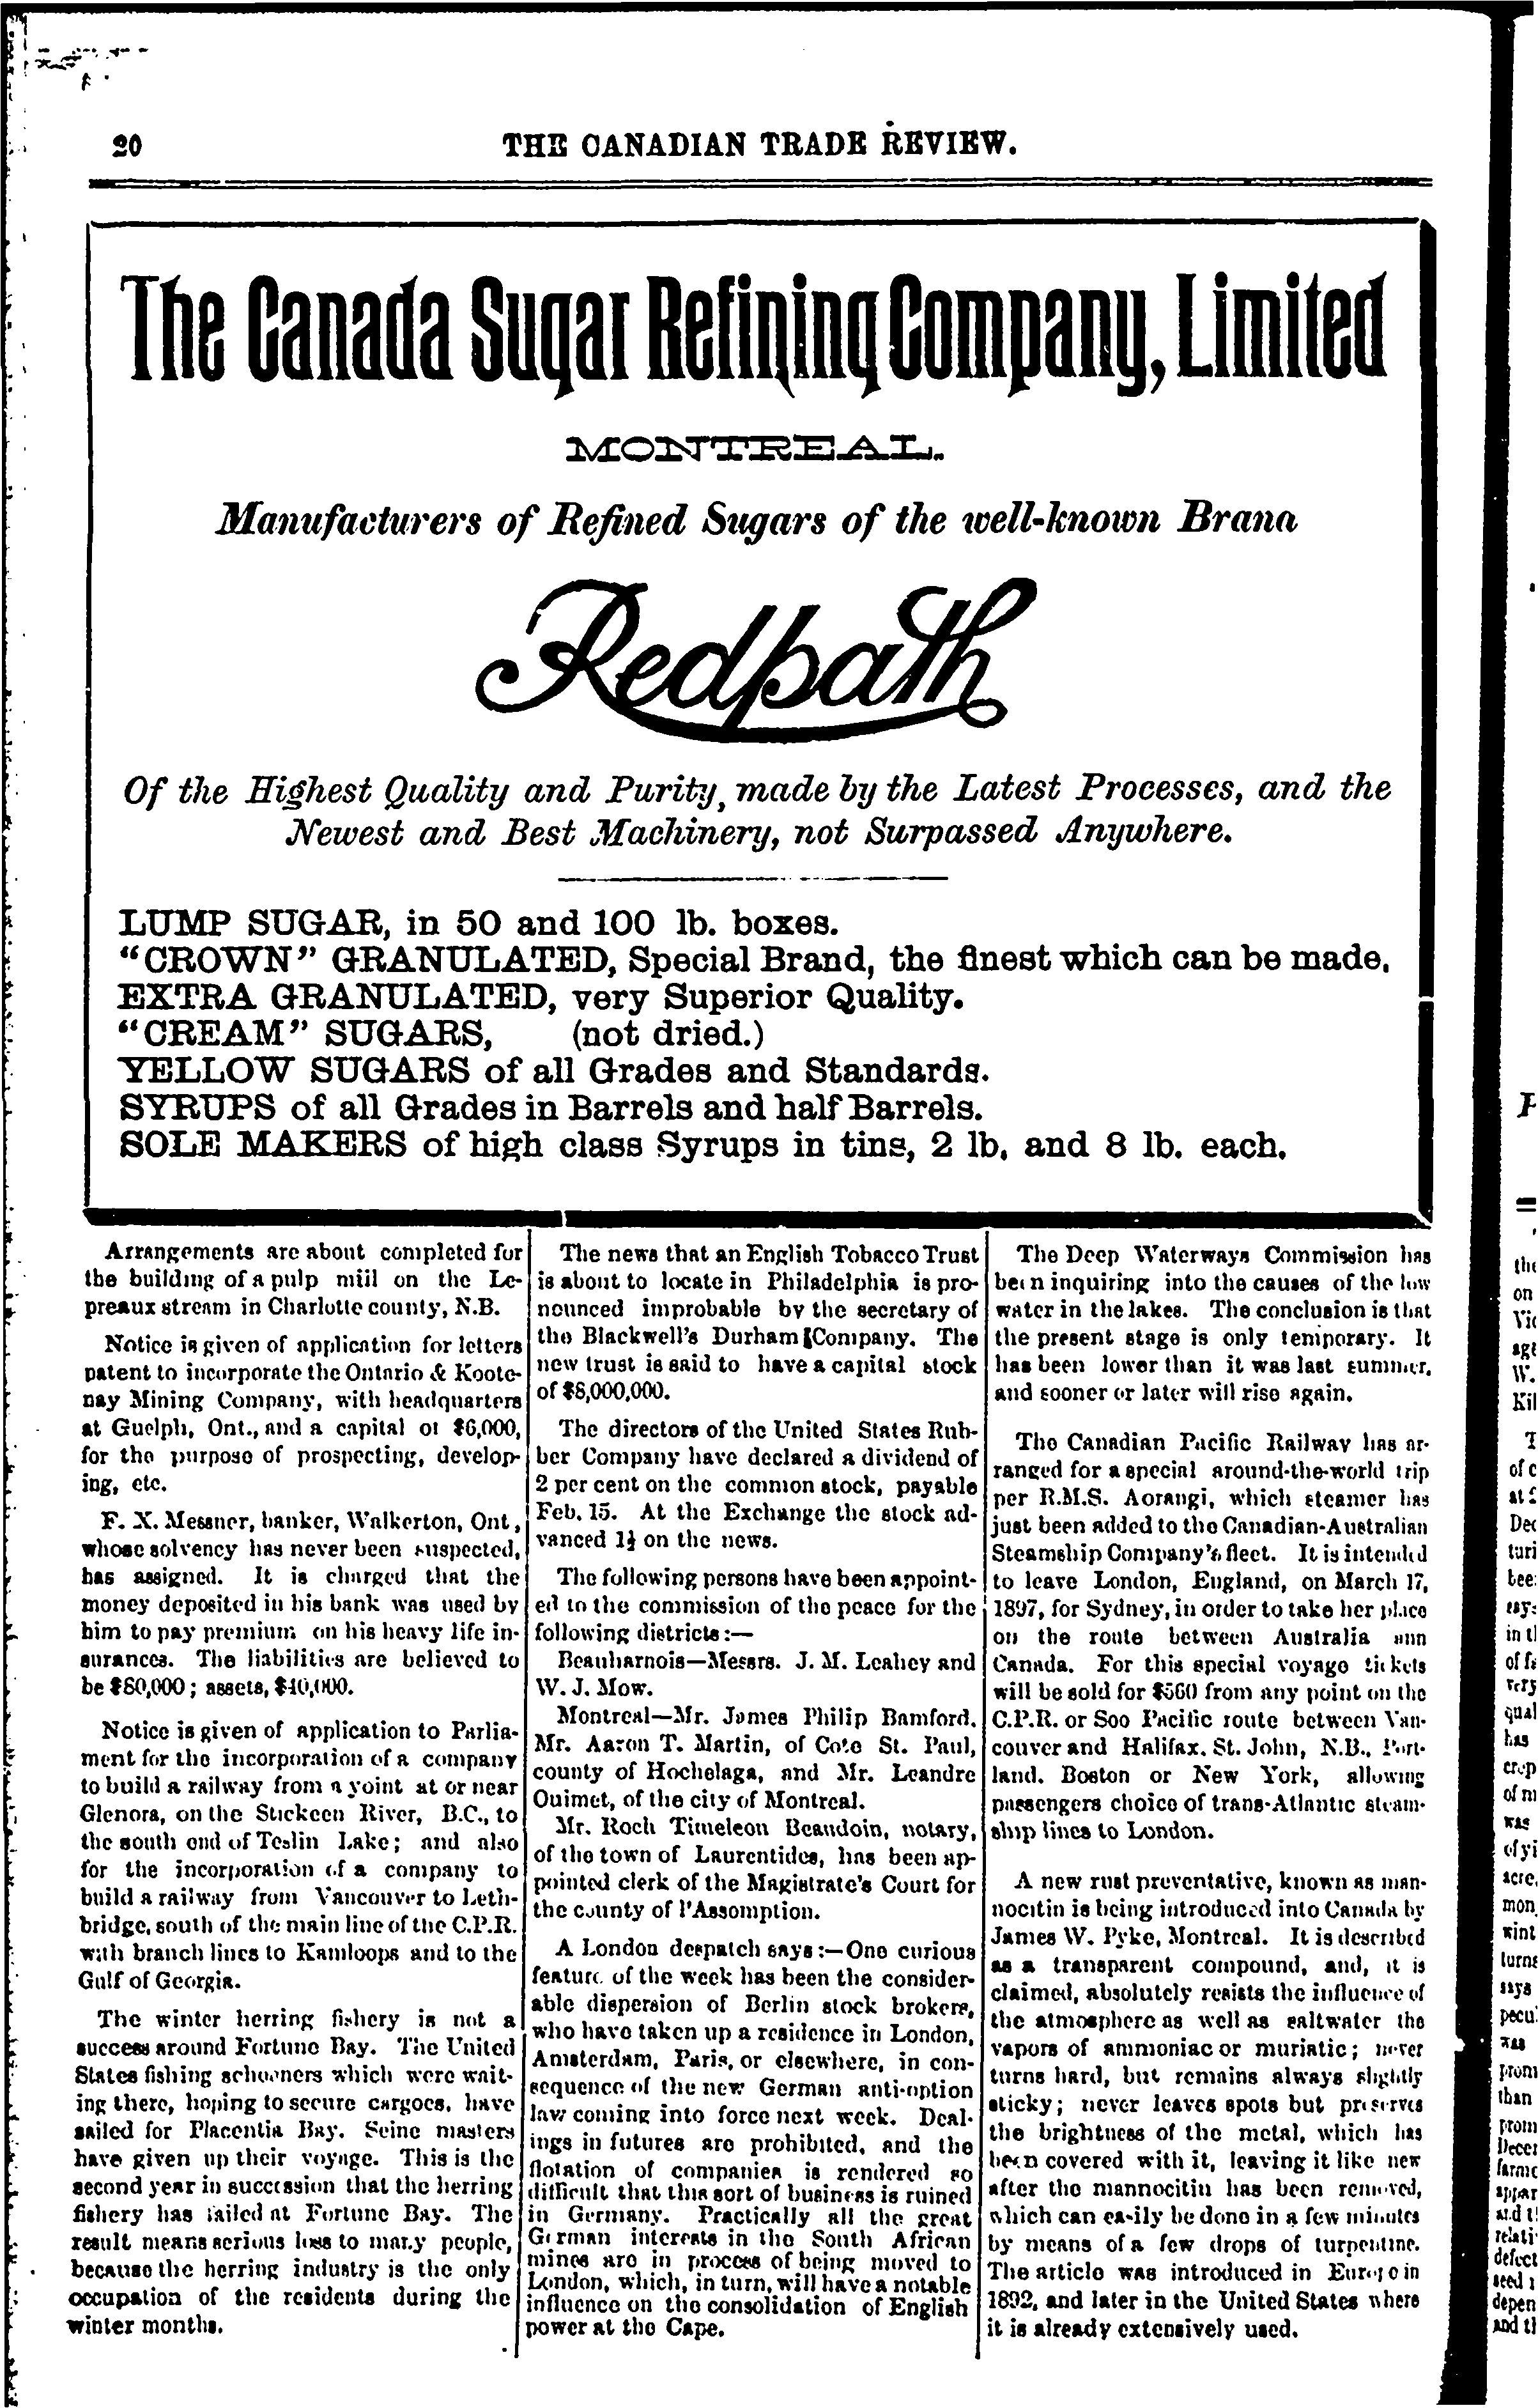 20
THE CANADIAN TRADE REVIEW.
The Canada Sugar Refining Company, Limited
MONTREAL.
Manufacturers of Refined Sugars of the well-known Brand
Redpath
Of the Highest Quality and Purity, made by the Latest Processes, and the
Newest and Best Machinery, not Surpassed Anywhere.
LUMP SUGAR, in 50 and 100 lb. boxes.
"CROWN" GRANULATED, Special Brand, the finest which can be made.
EXTRA GRANULATED, very Superior Quality.
"CREAM" SUGARS, (not dried.)
YELLOW SUGARS of all Grades and Standards.
SYRUPS of all Grades in Barrels and half Barrels.
SOLE MAKERS of high class Syrups in tins, 2 lb. and 8 lb. each.
Arrangements are about completed for
the building of a pulp mill on the Le-
preaux stream in Charlotte county, N.B.
Notice is given of application for letters
patent to incorporate the Ontario & Koote-
nay Mining Company, with headquarters
at Guelph, Ont., and a capital of $6,000,
for the purpose of prospecting, develop-
ing, etc.
F. X. Messner, banker, Walkerton, Ont,
whose solvency has never been suspected,
has assigned. It is charged that the
money deposited in his bank was used by
him to pay premium on his heavy life in-
surances. The liabilities are believed to
be $80,000; assets, $40,000.
Notice is given of application to Parlia-
ment for the incorporation of a company
to build a railway from a point at or near
Glenora, on the Stickeen River, B.C., to
the south end of Teslin Lake; and also
for the incorporation of a company to
build a railway from Vancouver to Leth-
bridge, south of the main line of the C.P.R.
with branch lines to Kamloops and to the
Gulf of Georgia.
The winter herring fishery is not a
success around Fortune Bay. The United
States fishing schooners which were wait-
ing there, hoping to secure cargoes, have
sailed for Placentia Bay. Seine masters
have given up their voyage. This is the
second year in succession that the herring
fishery has failed at Fortune Bay. The
result means serious loss to many people,
because the herring industry is the only
occupation of the residents during the
winter months.
The news that an English Tobacco Trust
is about to locate in Philadelphia is pro-
nounced improbable by the secretary of
the Blackwell's Durham Company. The
new trust is said to have a capital stock
of $8,000,000.
The directors of the United States Rub-
ber Company have declared a dividend of
2 per cent on the common stock, payable
Feb. 15. At the Exchange the stock ad-
vanced 1½ on the news.
The following persons have been appoint-
ed to the commission of the peace for the
following districts:—
Beauharnois—Messrs. J. M. Leahey and
W. J. Mow.
Montreal—Mr. James Philip Bamford.
Mr. Aaron T. Martin, of Cote St. Paul,
county of Hochelaga, and Mr. Leandre
Ouimet, of the city of Montreal.
Mr. Roch Timeleon Beaudoin, notary,
of the town of Laurentides, has been ap-
pointed clerk of the Magistrate's Court for
the county of l'Assomption.
A London despatch says:—One curious
feature of the week has been the consider-
able dispersion of Berlin stock brokers,
who have taken up a residence in London,
Amsterdam, Paris, or elsewhere, in con-
sequence of the new German anti-option
law coming into force next week. Deal-
ings in futures are prohibited, and the
flotation of companies is rendered so
difficult that this sort of business is ruined
in Germany. Practically all the great
German interests in the South African
mines are in process of being moved to
London, which, in turn, will have a notable
influence on the consolidation of English
power at the Cape.
The Deep Waterways Commission has
been inquiring into the causes of the low
water in the lakes. The conclusion is that
the present stage is only temporary. It
has been lower than it was last summer,
and sooner or later will rise again.
The Canadian Pacific Railway has ar-
ranged for a special around-the-world trip
per R.M.S. Aorangi, which steamer has
just been added to the Canadian-Australian
Steamship Company's fleet. It is intended
to leave London, England, on March 17,
1897, for Sydney, in order to take her place
on the route between Australia and
Canada. For this special voyage tickets
will be sold for $560 from any point on the
C.P.R. or Soo Pacific route between Van-
couver and Halifax. St. John, N.B., Port-
land. Boston or New York, allowing
passengers choice of trans-Atlantic steam-
ship lines to London.
A new rust preventative, known as man-
nocitin is being introduced into Canada by
James W. Pyke, Montreal. It is described
as a transparent compound, and, it is
claimed, absolutely resists the influence of
the atmosphere as well as saltwater the
vapors of ammoniac or muriatic; never
turns hard, but remains always slightly
sticky; never leaves spots but preserves
the brightness of the metal, which has
been covered with it, leaving it like new
after the mannocitin has been removed,
which can easily be done in a few minutes
by means of a few drops of turpentine.
The article was introduced in Europe in
1892, and later in the United States where
it is already extensively used.